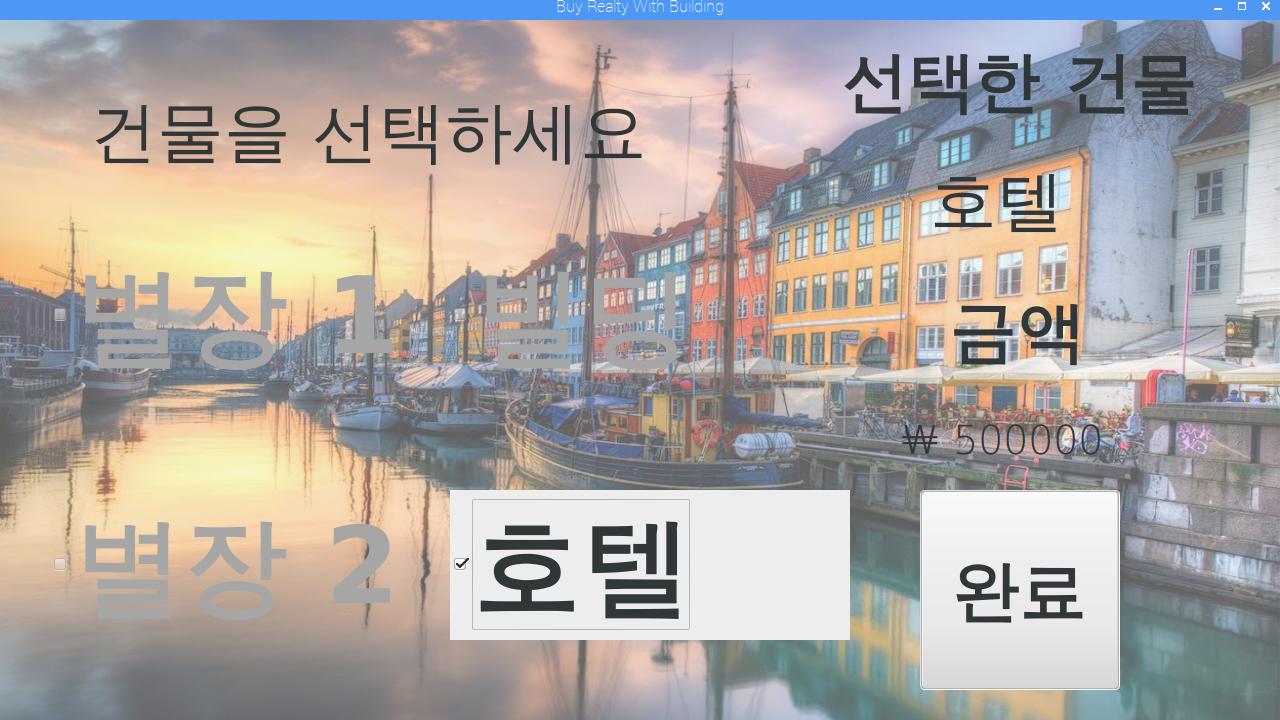 Buy Realty With Building
건물을 선택하세요
별장 1
빌딩
별장 2
호텔
선택한 건물
호텔
금액
₩ 500000
완료